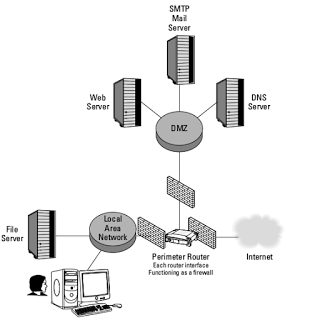 SMTP
Mail
Server
Web
Server
DNS
Server
DMZ
File
Server
Local
Area
Network
Perimeter Router
Each router interface
Functioning as a firewall
Internet